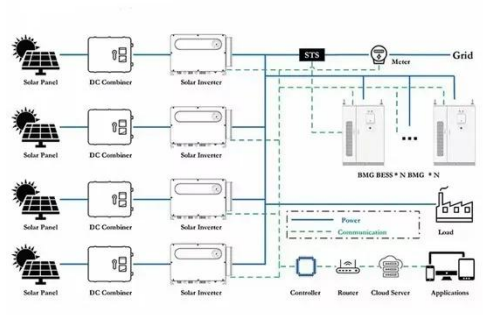 STS
Meter
Grid
Solar Panel
DC Combiner
Solar Inverter
Solar Panel
DC Combiner
Solar Inverter
BMG BESS * N BMG * N
Solar Panel
DC Combiner
Solar Inverter
Power
Communication
Load
Solar Panel
DC Combiner
Solar Inverter
Controller
Router
Cloud Server
Applications